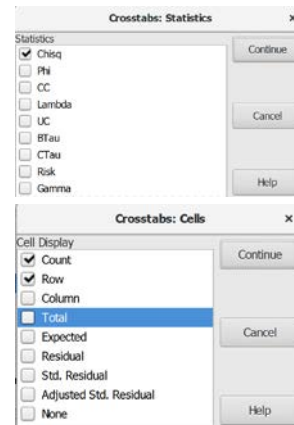 Crosstabs: Statistics
Statistics
Chisq
Continue
Phi
CC
Lambda
UC
Cancel
BTau
CTau
Risk
Gamma
Help
Crosstabs: Cells
Cell Display
Count
Continue
Row
Column
Total
Expected
Cancel
Residual
Std. Residual
Adjusted Std. Residual
None
Help